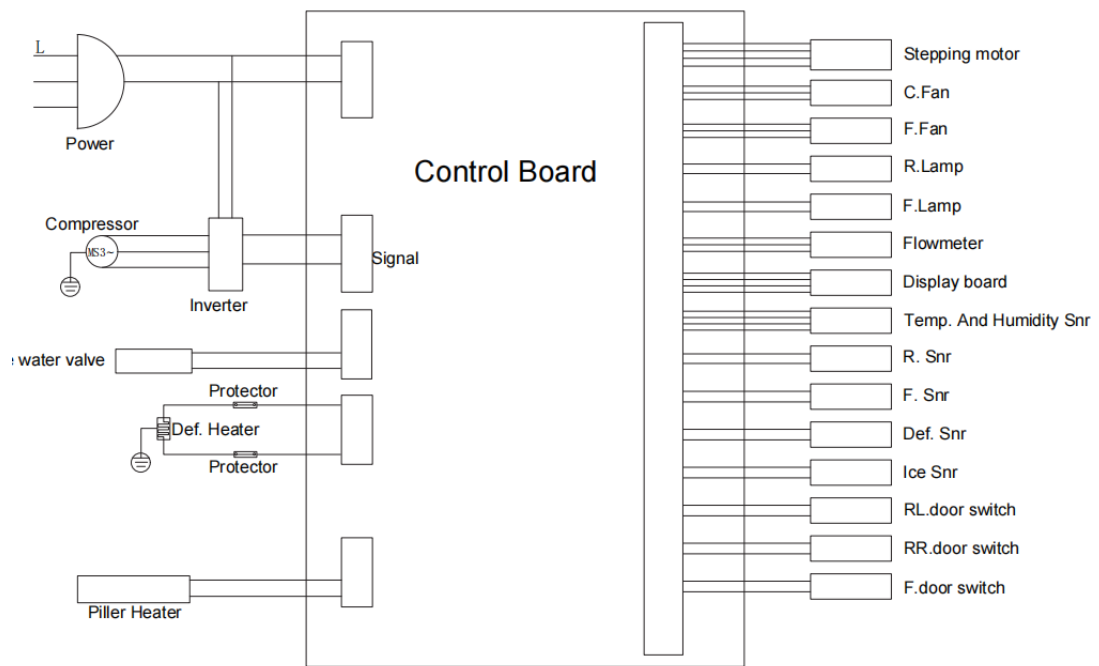 L
Power
Control Board
Compressor
MS3~
Signal
Inverter
water valve
Protector
Def. Heater
Protector
Piller Heater
Stepping motor
C.Fan
F.Fan
R.Lamp
F.Lamp
Flowmeter
Display board
Temp. And Humidity Snr
R. Snr
F. Snr
Def. Snr
Ice Snr
RL.door switch
RR.door switch
F.door switch